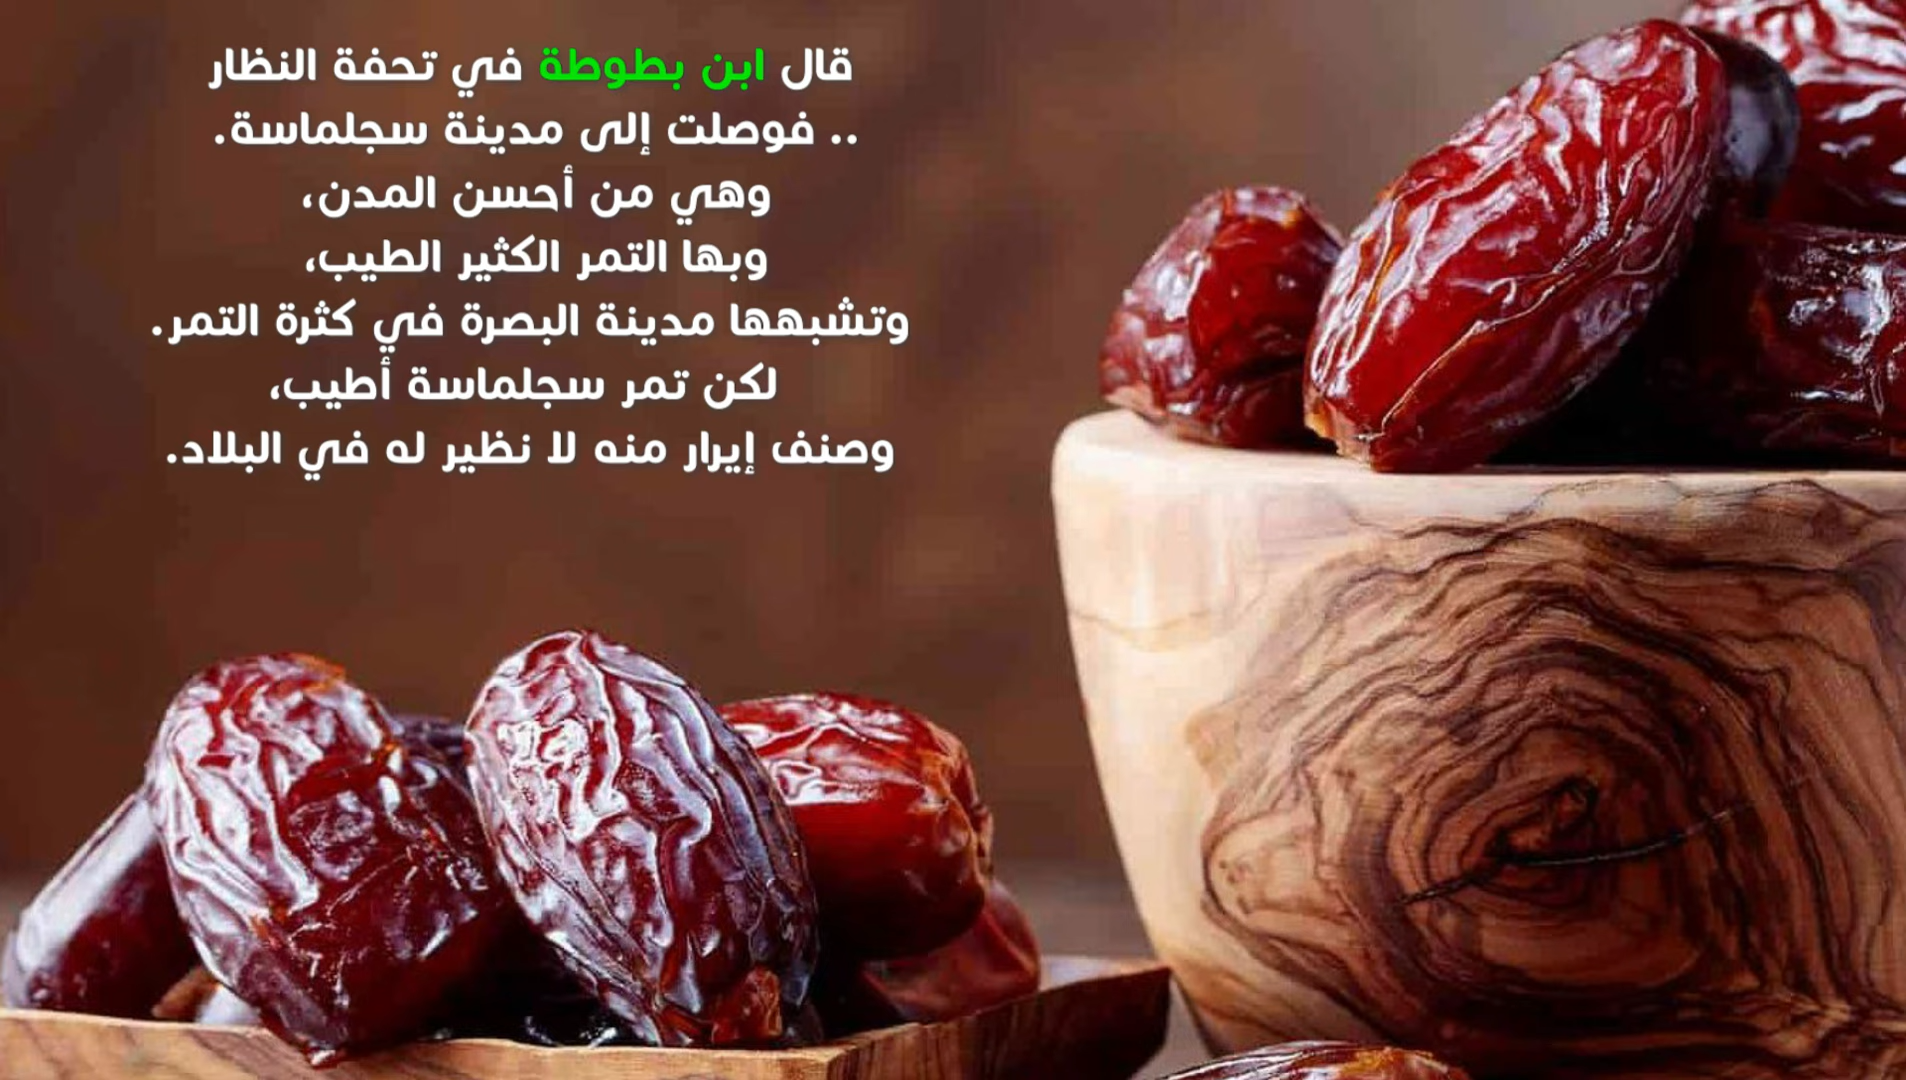 قال ابن بطوطة في تحفة النظار
.. فوصلت إلى مدينة سجلماسة.
وهي من أحسن المدن،
وبها التمر الكثير الطيب،
وتشبهها مدينة البصرة في كثرة التمر.
لكن تمر سجلماسة أطيب،
وصنف إيرار منه لا نظير له في البلاد.